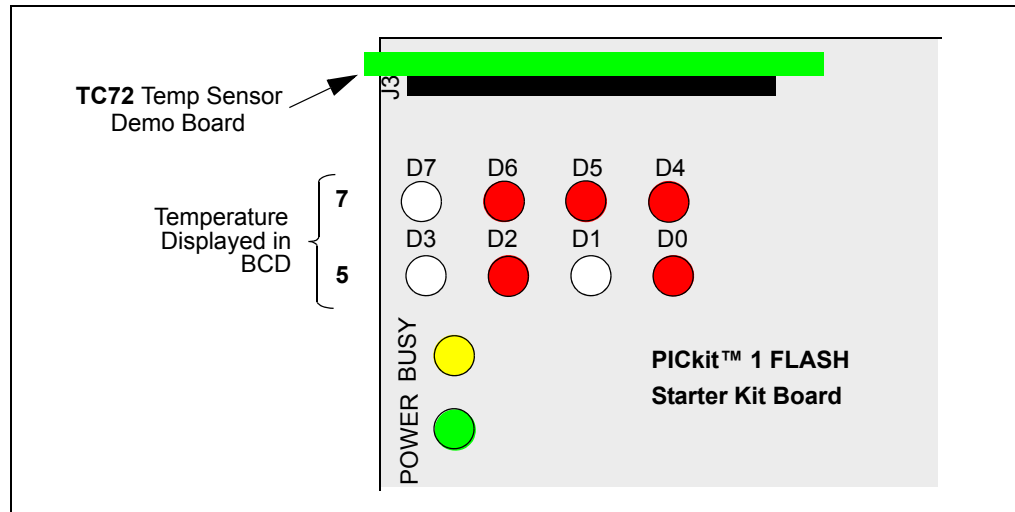 J3
TC72 Temp Sensor
Demo Board
D7 D6 D5 D4
7
Temperature
Displayed in
BCD
D3 D2 D1 D0
5
POWER BUSY
PICkit™ 1 FLASH
Starter Kit Board